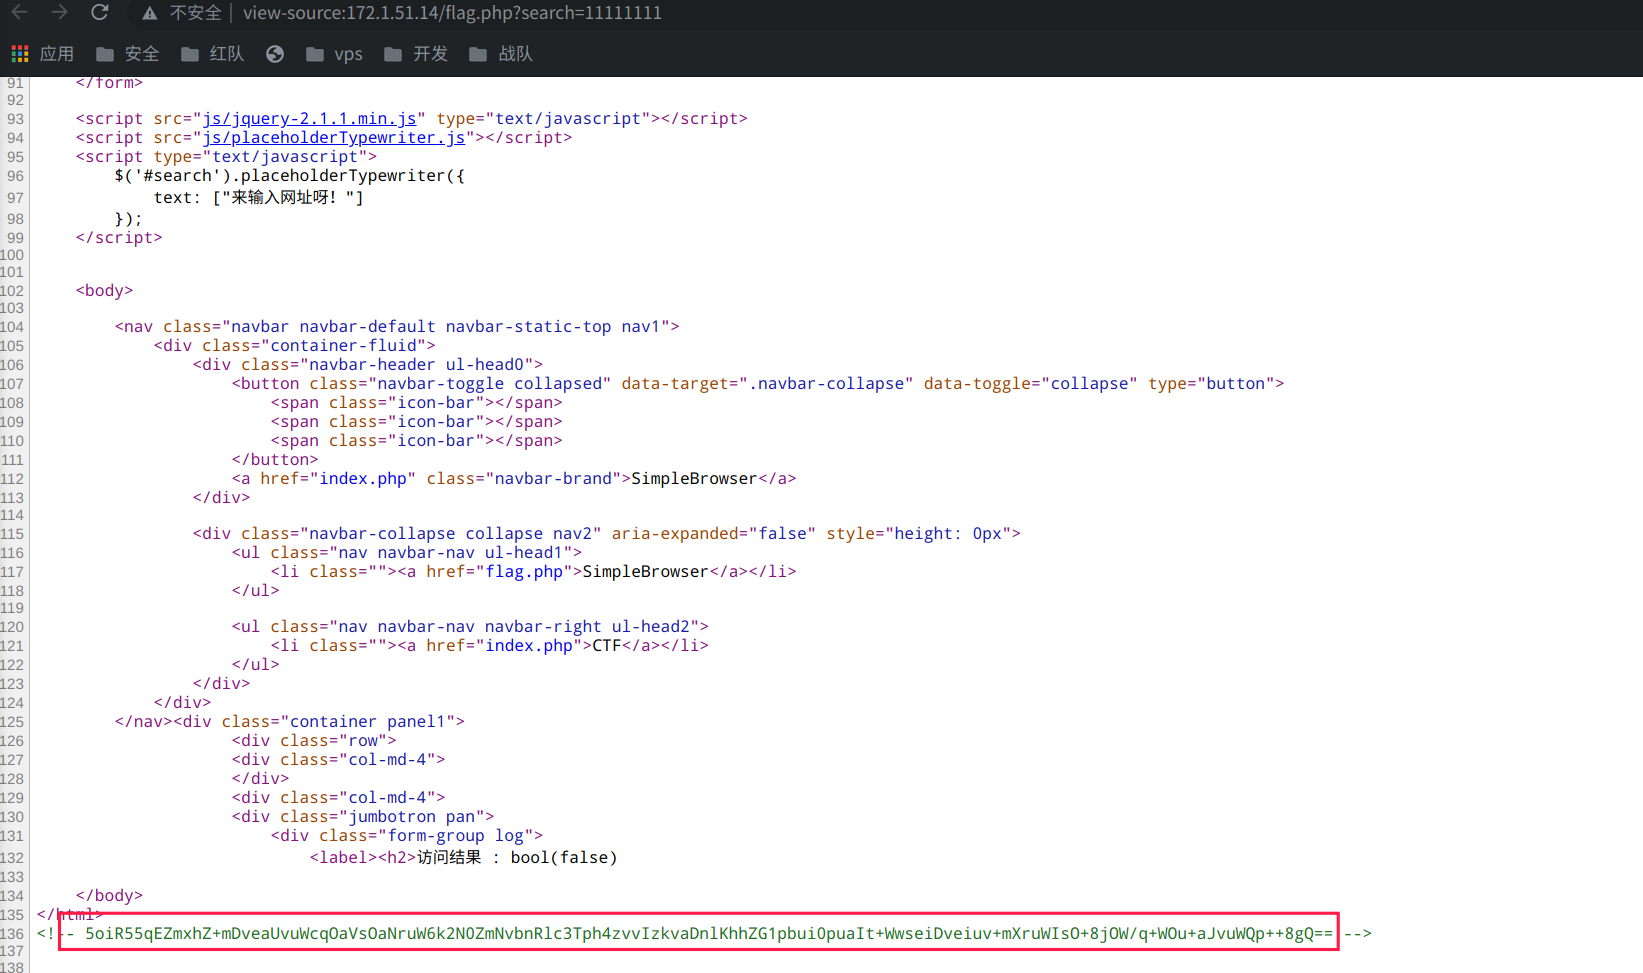 不安全 | view-source:172.1.51.14/flag.php?search=11111111
应用 安全 红队 vps 开发 战队
91 </form>
92
93 <script src="js/jquery-2.1.1.min.js" type="text/javascript"></script>
94 <script src="js/placeholderTypewriter.js"></script>
95 <script type="text/javascript">
96 $('#search').placeholderTypewriter({
97 text: ["来输入网址呀！"]
98 });
99 </script>
100
101
102 <body>
103
104 <nav class="navbar navbar-default navbar-static-top nav1">
105 <div class="container-fluid">
106 <div class="navbar-header ul-head0">
107 <button class="navbar-toggle collapsed" data-target=".navbar-collapse" data-toggle="collapse" type="button">
108 <span class="icon-bar"></span>
109 <span class="icon-bar"></span>
110 <span class="icon-bar"></span>
111 </button>
112 <a href="index.php" class="navbar-brand">SimpleBrowser</a>
113 </div>
114
115 <div class="navbar-collapse collapse nav2" aria-expanded="false" style="height: 0px">
116 <ul class="nav navbar-nav ul-head1">
117 <li class=""><a href="flag.php">SimpleBrowser</a></li>
118 </ul>
119
120 <ul class="nav navbar-nav navbar-right ul-head2">
121 <li class=""><a href="index.php">CTF</a></li>
122 </ul>
123 </div>
124 </div>
125 </nav><div class="container panel1">
126 <div class="row">
127 <div class="col-md-4">
128 </div>
129 <div class="col-md-4">
130 <div class="jumbotron pan">
131 <div class="form-group log">
132 <label><h2>访问结果 : bool(false)
133
134 </body>
135 </html>
136 <!-- 5oiR55qEZmxhZ+mDveaUvuWcqOaVsOaNruW6k2N0ZmNvbnRlc3Tph4zvvIzkvaDnlKhhZG1pbui0puaIt+WwseiDveiuv+mXruWIsO+8jOW/q+WOu+aJvuWQp++8gQ== -->
137
138